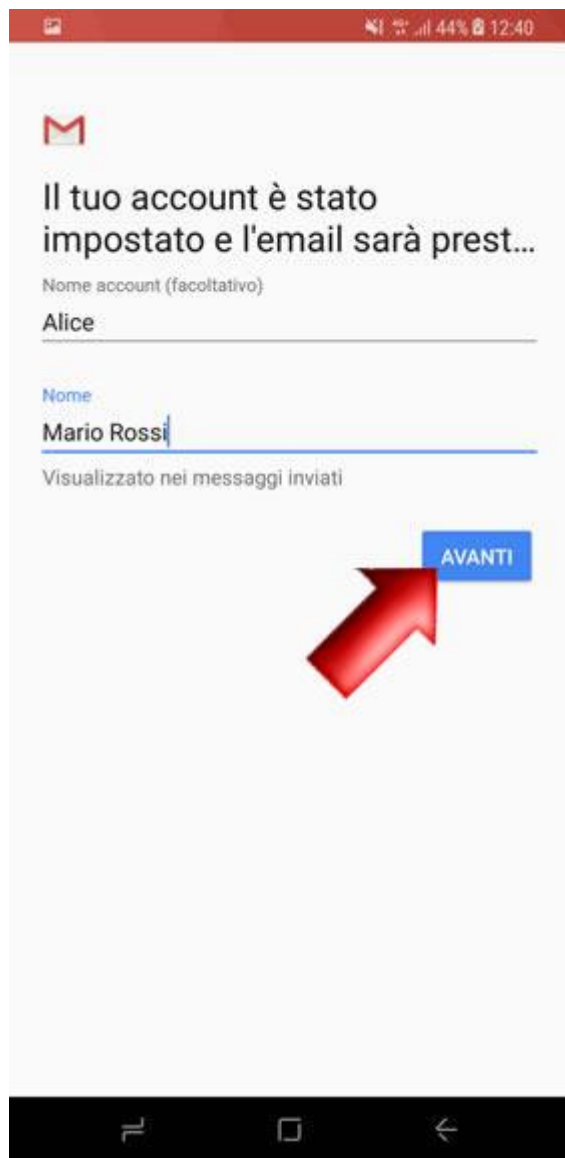 44% 12:40
Il tuo account è stato
impostato e l'email sarà prest...
Nome account (facoltativo)
Alice
Nome
Mario Rossi
Visualizzato nei messaggi inviati
AVANTI